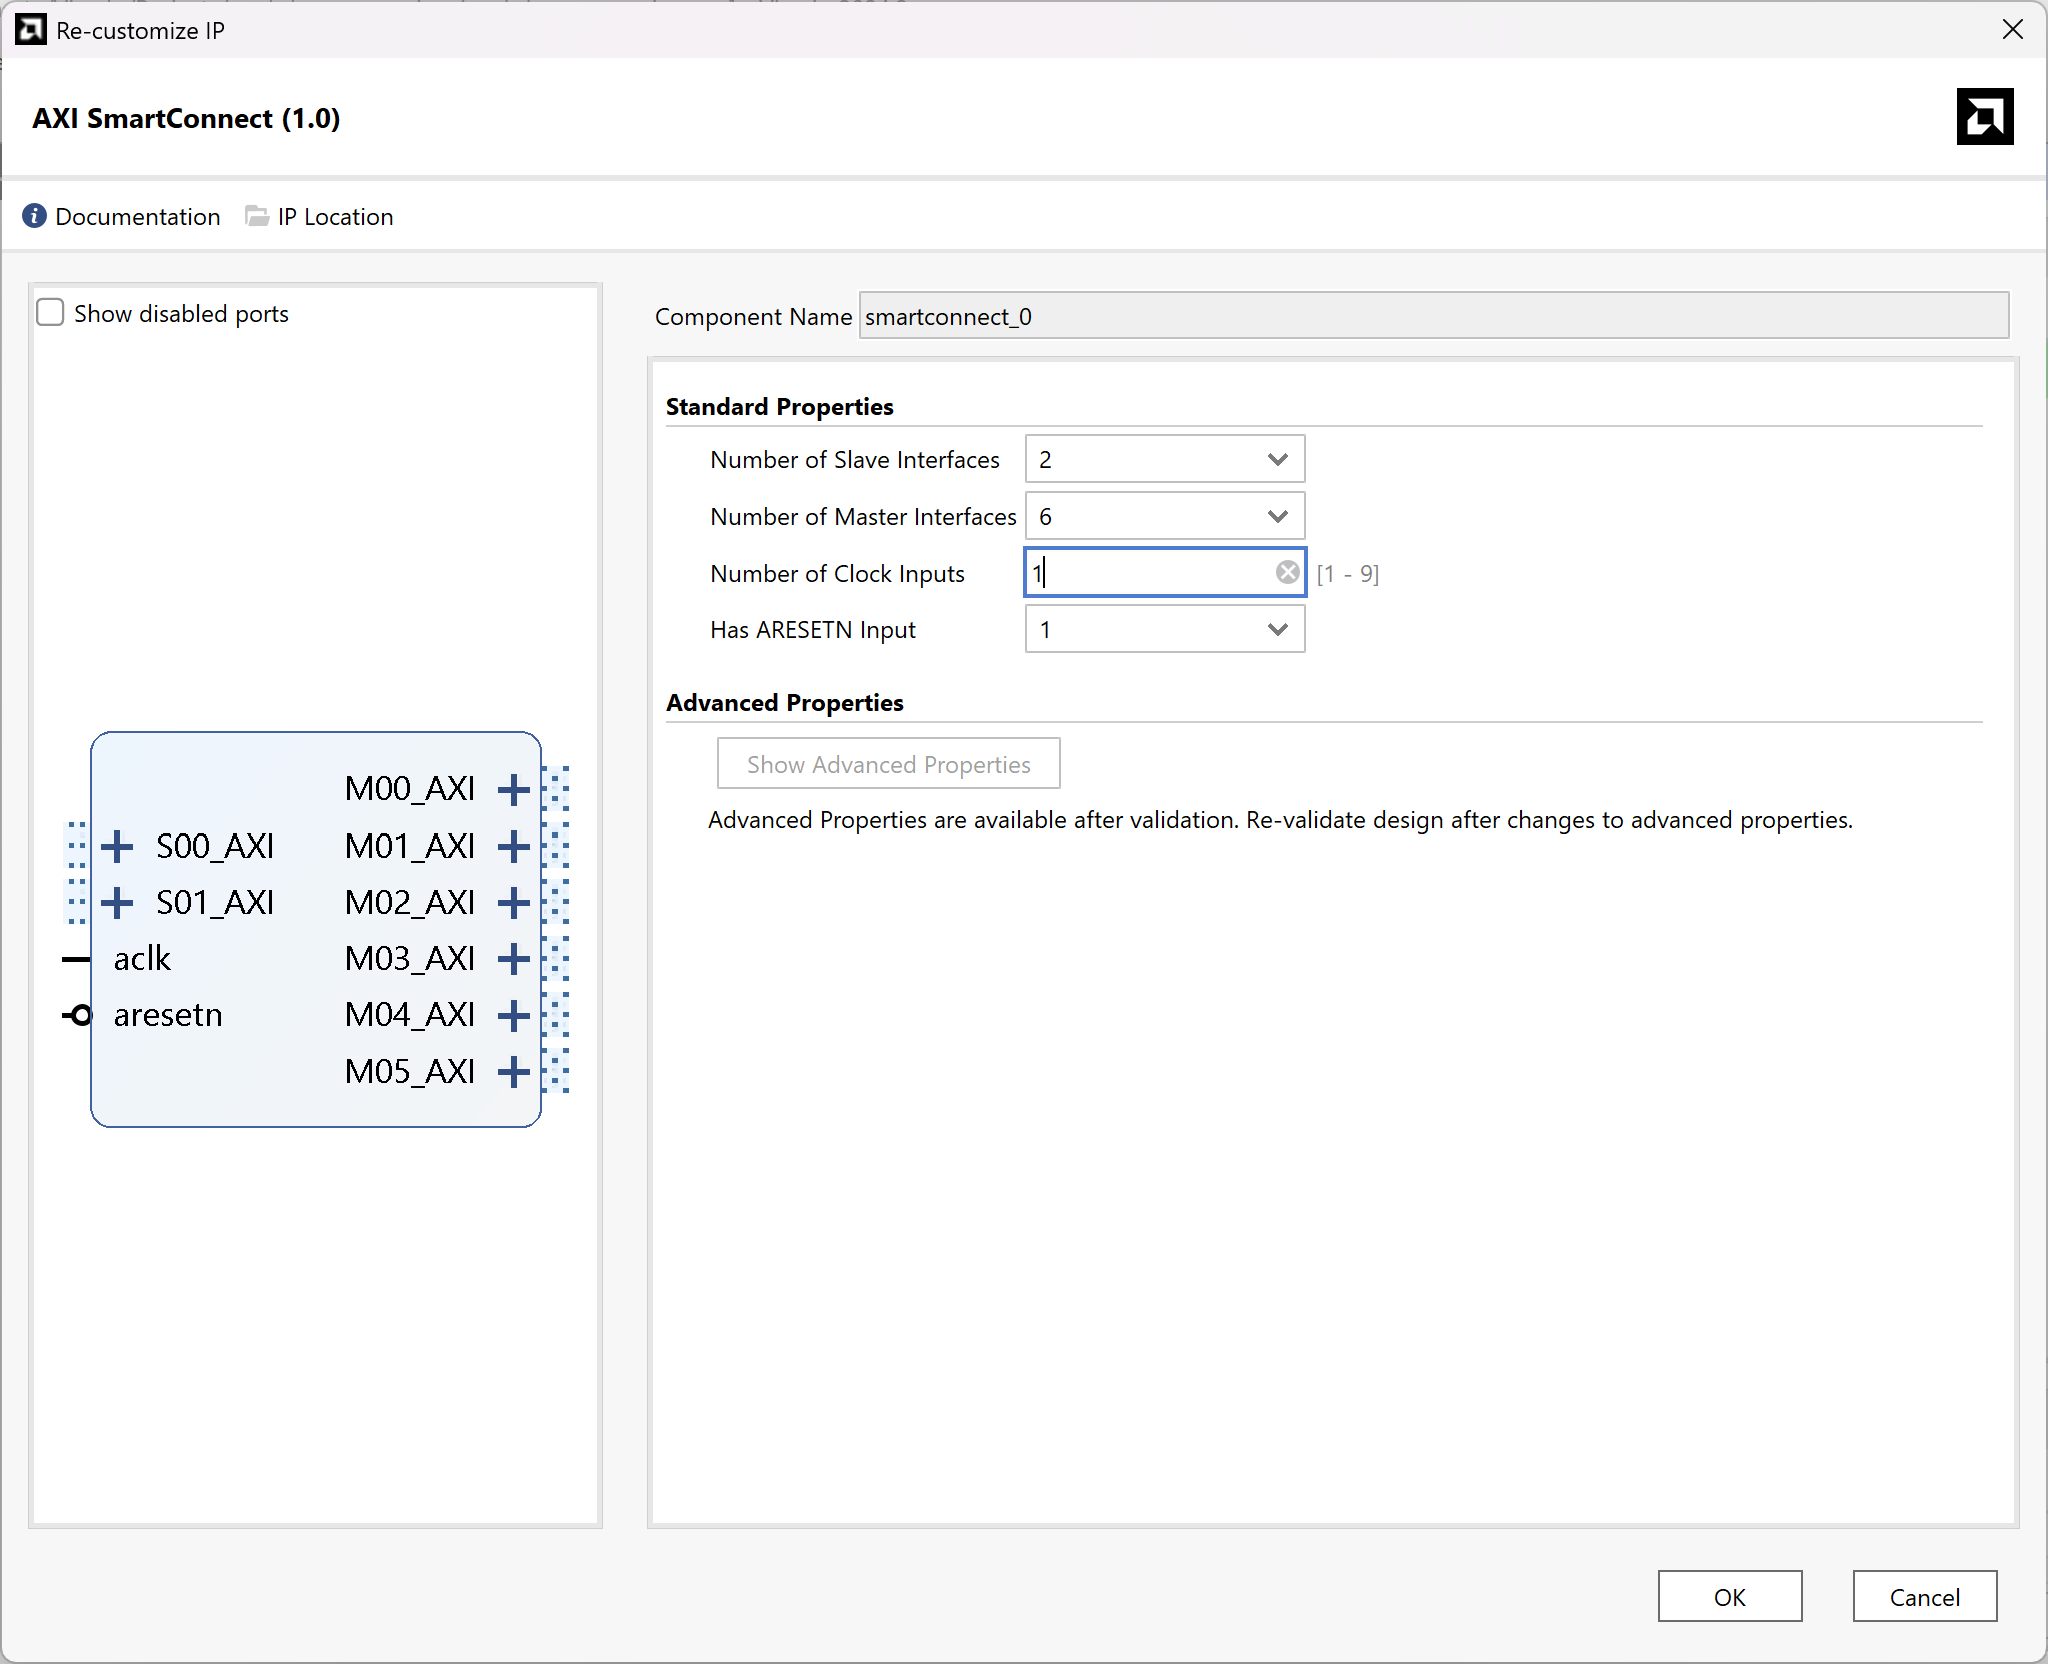 Re-customize IP
AXI SmartConnect (1.0)
Documentation IP Location
Show disabled ports
M00_AXI
S00_AXI M01_AXI
S01_AXI M02_AXI
aclk M03_AXI
aresetn M04_AXI
M05_AXI
Component Name smartconnect_0
Standard Properties
Number of Slave Interfaces 2
Number of Master Interfaces 6
Number of Clock Inputs 1 [1 - 9]
Has ARESETN Input 1
Advanced Properties
Show Advanced Properties
Advanced Properties are available after validation. Re-validate design after changes to advanced properties.
OK Cancel